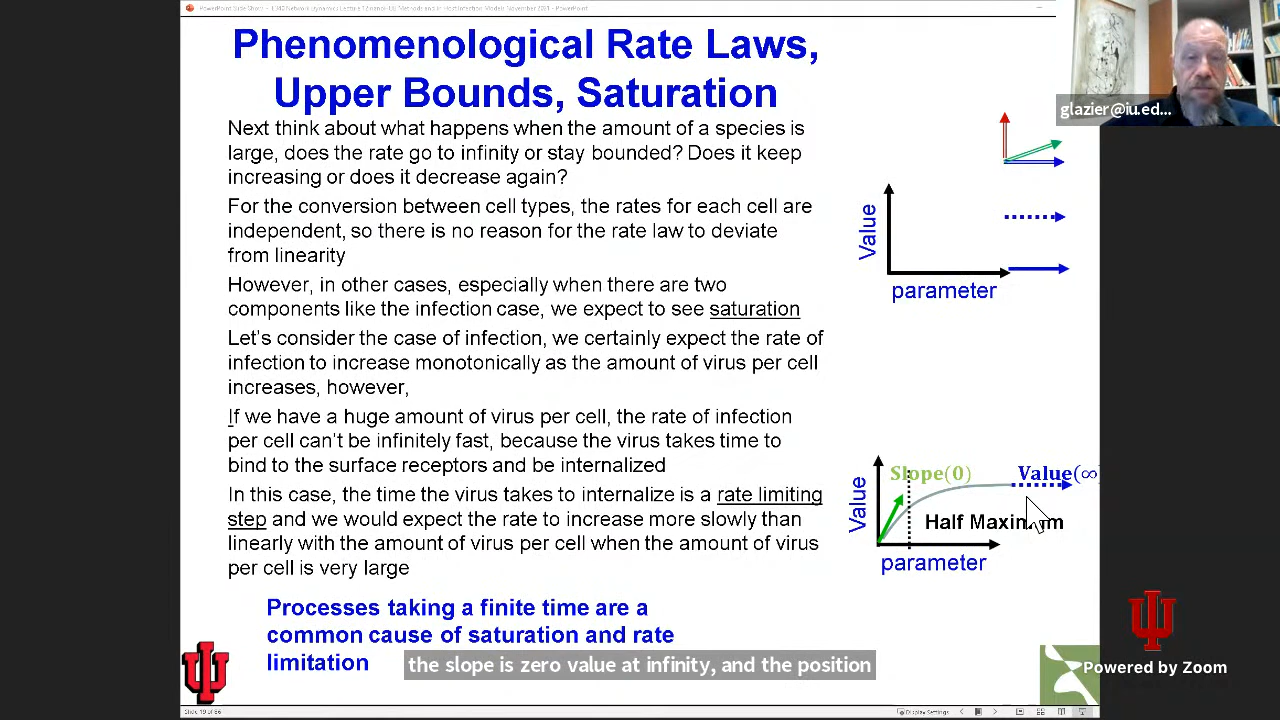 Phenomenological Rate Laws,
Upper Bounds, Saturation
Next think about what happens when the amount of a species is
large, does the rate go to infinity or stay bounded? Does it keep
increasing or does it decrease again?
For the conversion between cell types, the rates for each cell are
independent, so there is no reason for the rate law to deviate
from linearity
However, in other cases, especially when there are two
components like the infection case, we expect to see saturation
Let's consider the case of infection, we certainly expect the rate of
infection to increase monotonically as the amount of virus per cell
increases, however,
If we have a huge amount of virus per cell, the rate of infection
per cell can't be infinitely fast, because the virus takes time to
bind to the surface receptors and be internalized
In this case, the time the virus takes to internalize is a rate limiting
step and we would expect the rate to increase more slowly than
linearly with the amount of virus per cell when the amount of virus
per cell is very large
Processes taking a finite time are a
common cause of saturation and rate
limitation
Value
parameter
Slope(0)
Value(∞
Value
Half Maximum
parameter
the slope is zero value at infinity, and the position
glazier@iu.ed...
Powered by Zoom
Slide 19 of 86
Display Settings